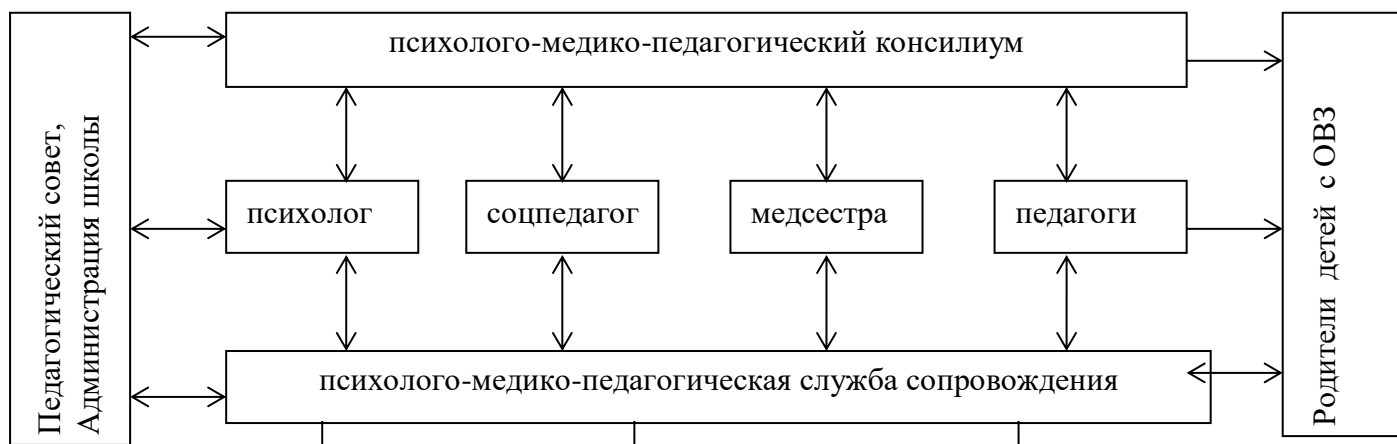 психолого-медико-педагогический консилиум
Педагогический совет,
Администрация школы
психолог
соцпедагог
медсестра
педагоги
Родители детей с ОВЗ
психолого-медико-педагогическая служба сопровождения